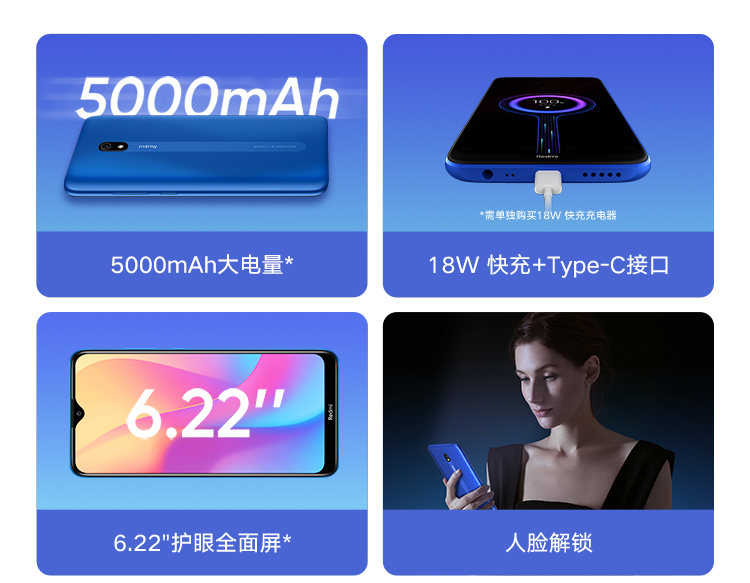 5000mAh
Redmi
5000mAh大电量*
100%
Redmi
*需单独购买18W 快充充电器
18W 快充+Type-C接口
6.22''
Redmi
6.22"护眼全面屏*
人脸解锁